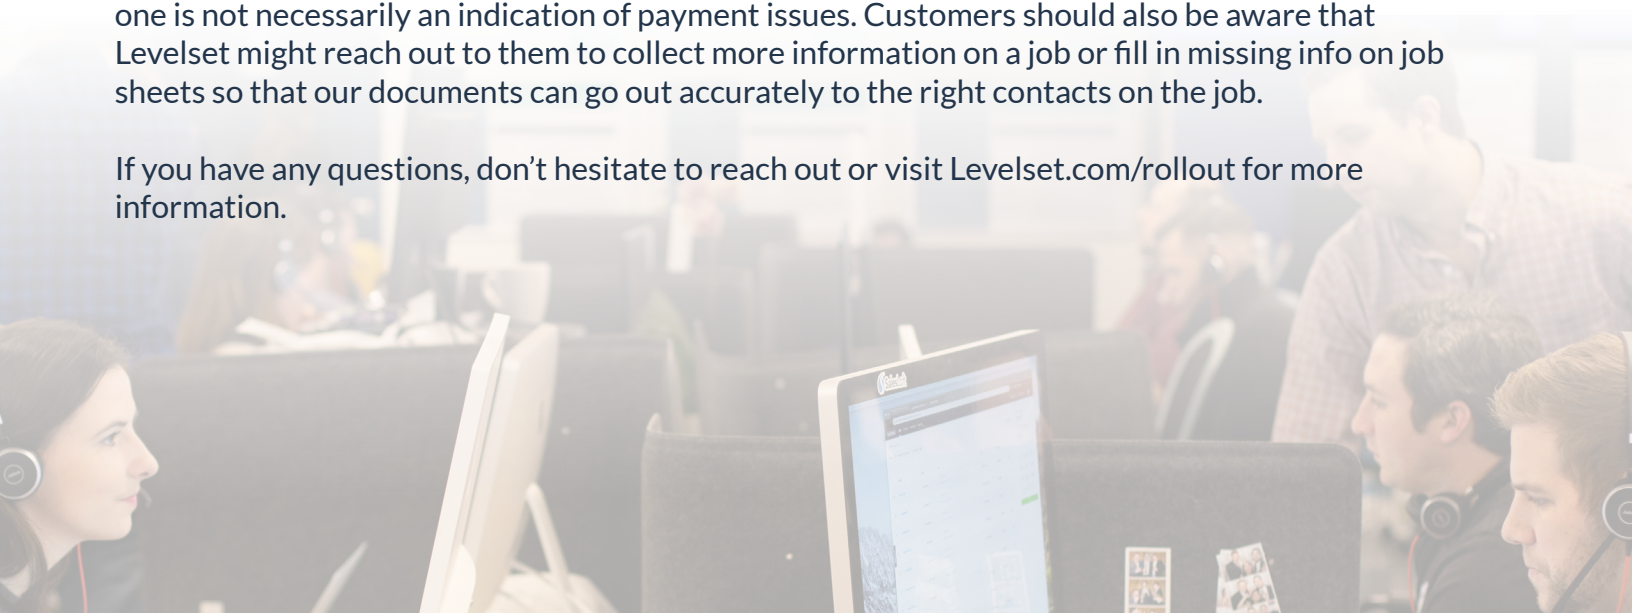 one is not necessarily an indication of payment issues. Customers should also be aware that
Levelset might reach out to them to collect more information on a job or fill in missing info on job
sheets so that our documents can go out accurately to the right contacts on the job.
If you have any questions, don’t hesitate to reach out or visit Levelset.com/rollout for more
information.